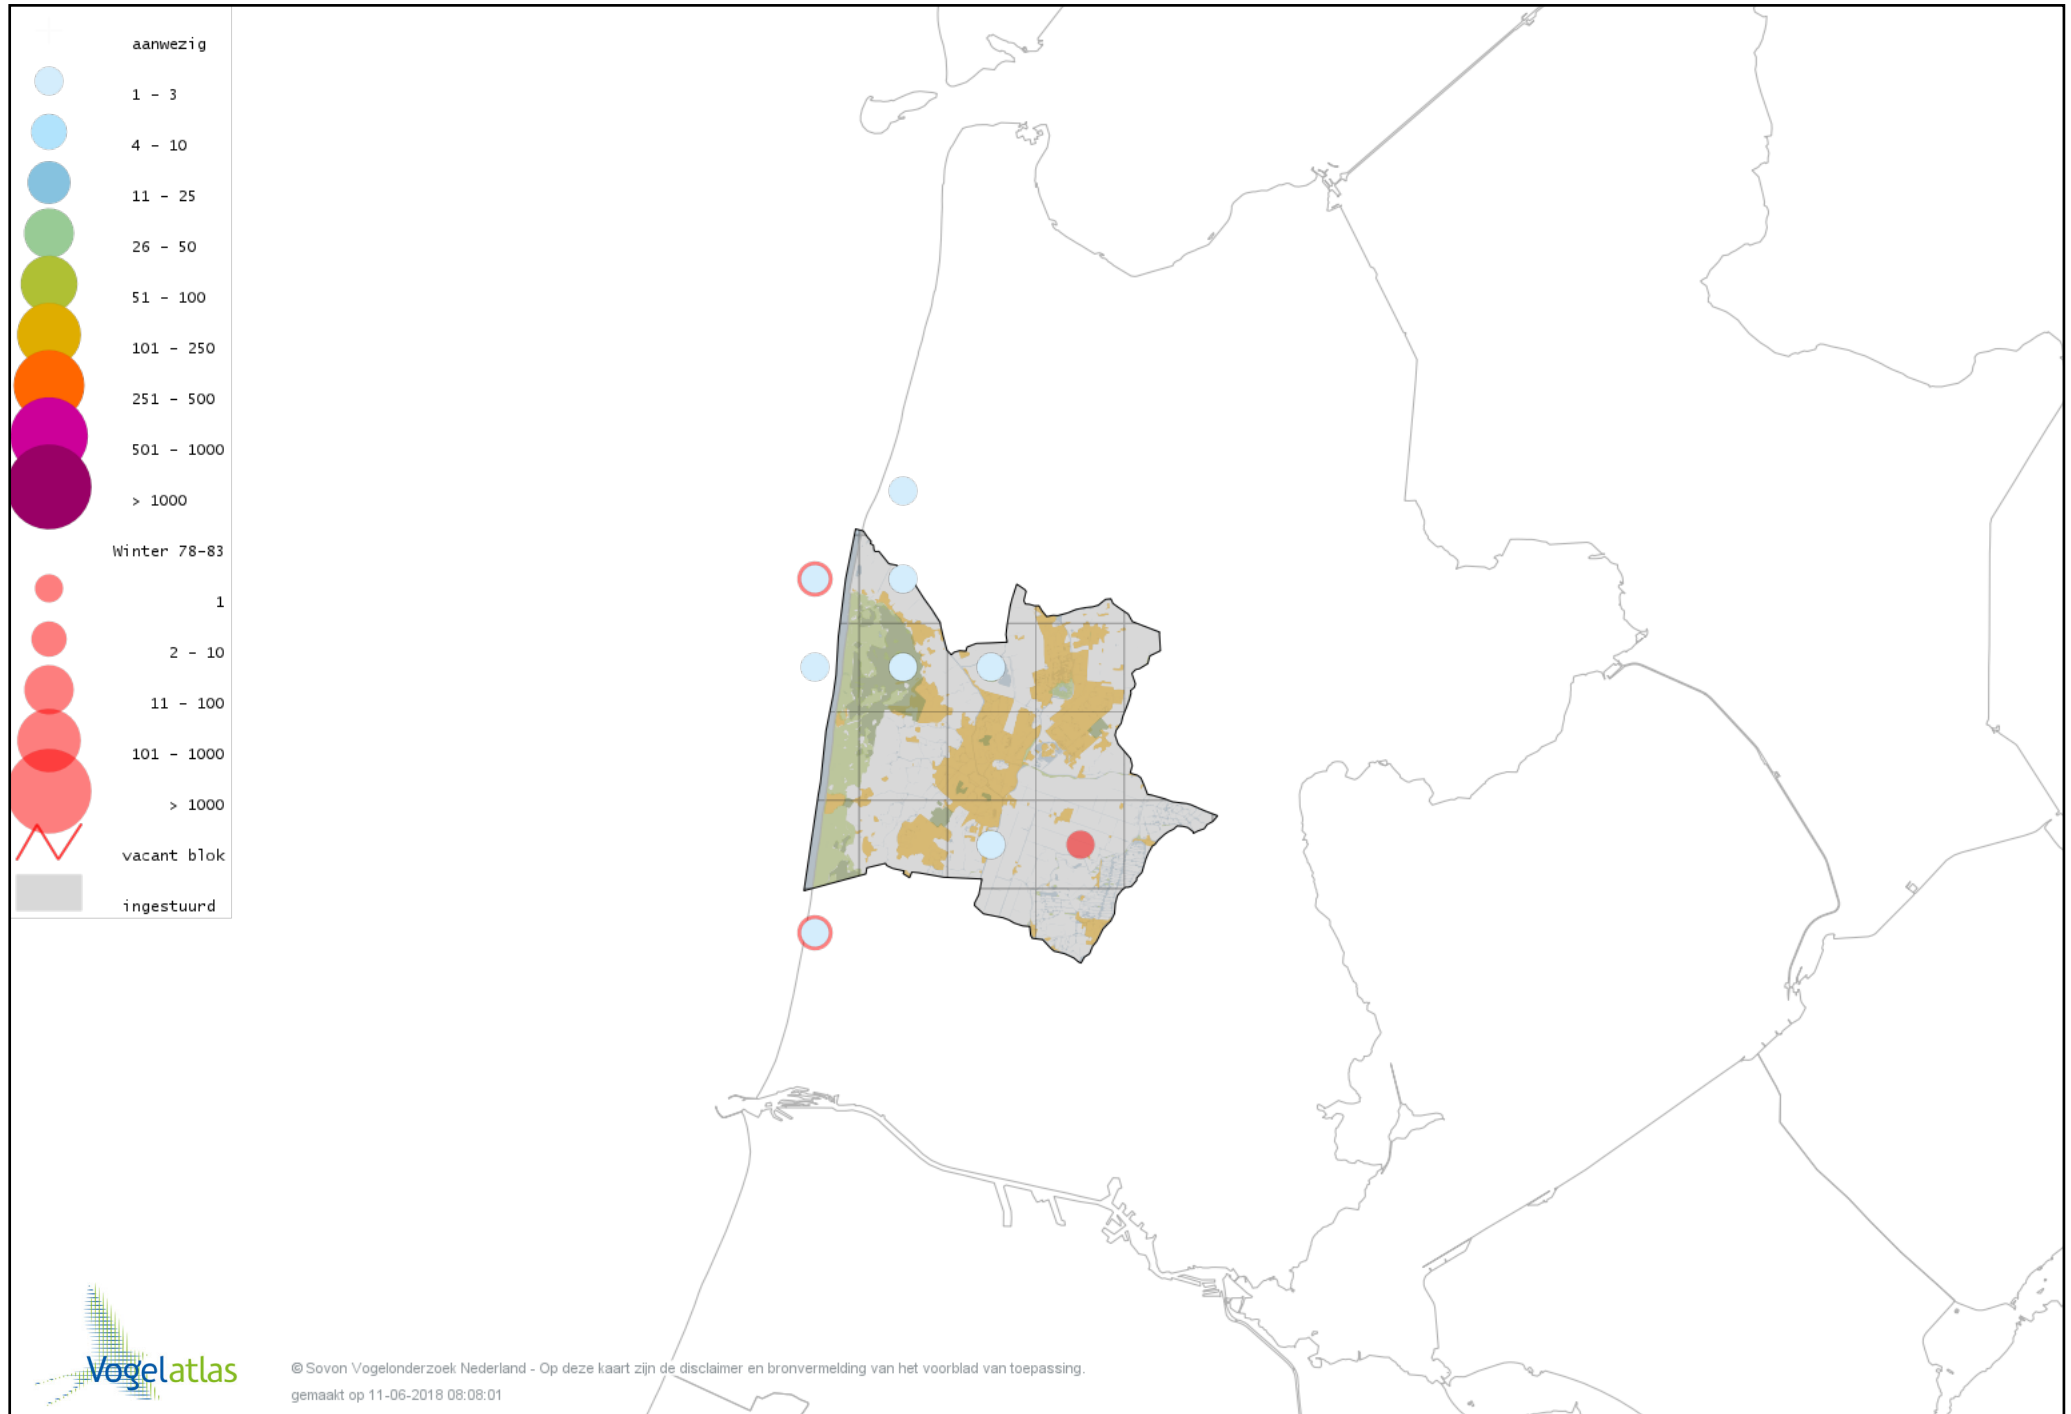 aanwezig
1 - 3
4 - 10
11 - 25
26 - 50
51 - 100
101 - 250
251 - 500
501 - 1000
> 1000
Winter 78-83
1
2 - 10
11 - 100
101 - 1000
> 1000
vacant blok
ingestuurd
Vogelatlas
© Sovon Vogelonderzoek Nederland - Op deze kaart zijn de disclaimer en bronvermelding van het voorblad van toepassing.
gemaakt op 11-06-2018 08:08:01